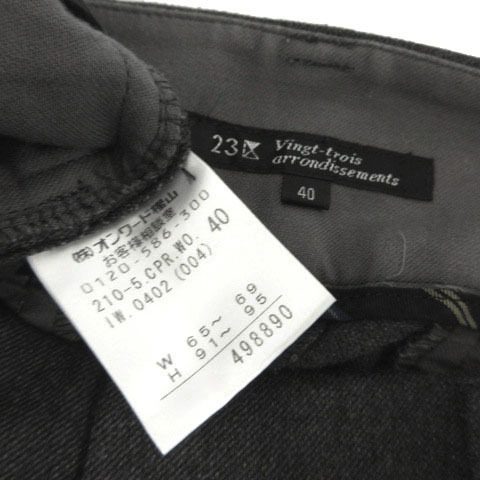 23区
Vingt-trois
arrondissements
40
㈱オンワード樫山
お客様相談室
0120-586-300
210-5.CPR.WO. 40
IW.0402 (004)
W 65～ 69
H 91～ 95
498890